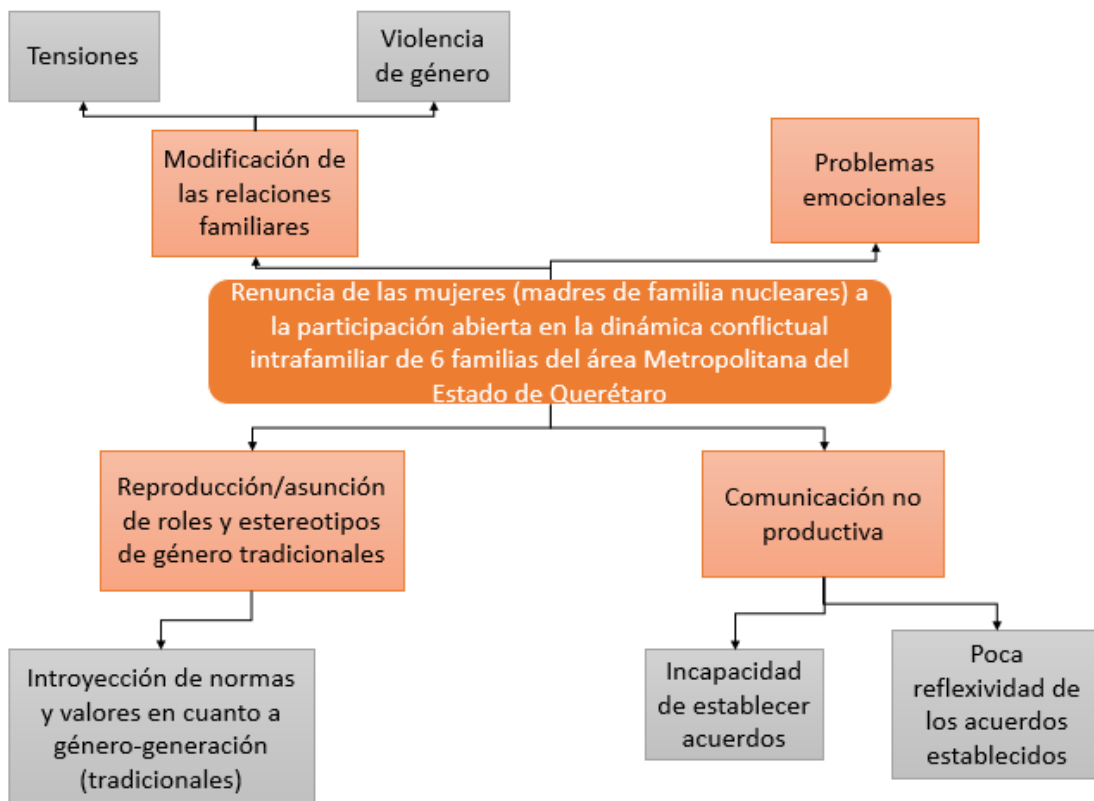 Tensiones
Violencia
de género
Modificación de
las relaciones
familiares
Problemas
emocionales
Renuncia de las mujeres (madres de familia nucleares) a
la participación abierta en la dinámica conflictual
intrafamiliar de 6 familias del área Metropolitana del
Estado de Querétaro
Reproducción/asunción
de roles y estereotipos
de género tradicionales
Comunicación no
productiva
Introyección de normas
y valores en cuanto a
género-generación
(tradicionales)
Incapacidad
de establecer
acuerdos
Poca
reflexividad de
los acuerdos
establecidos